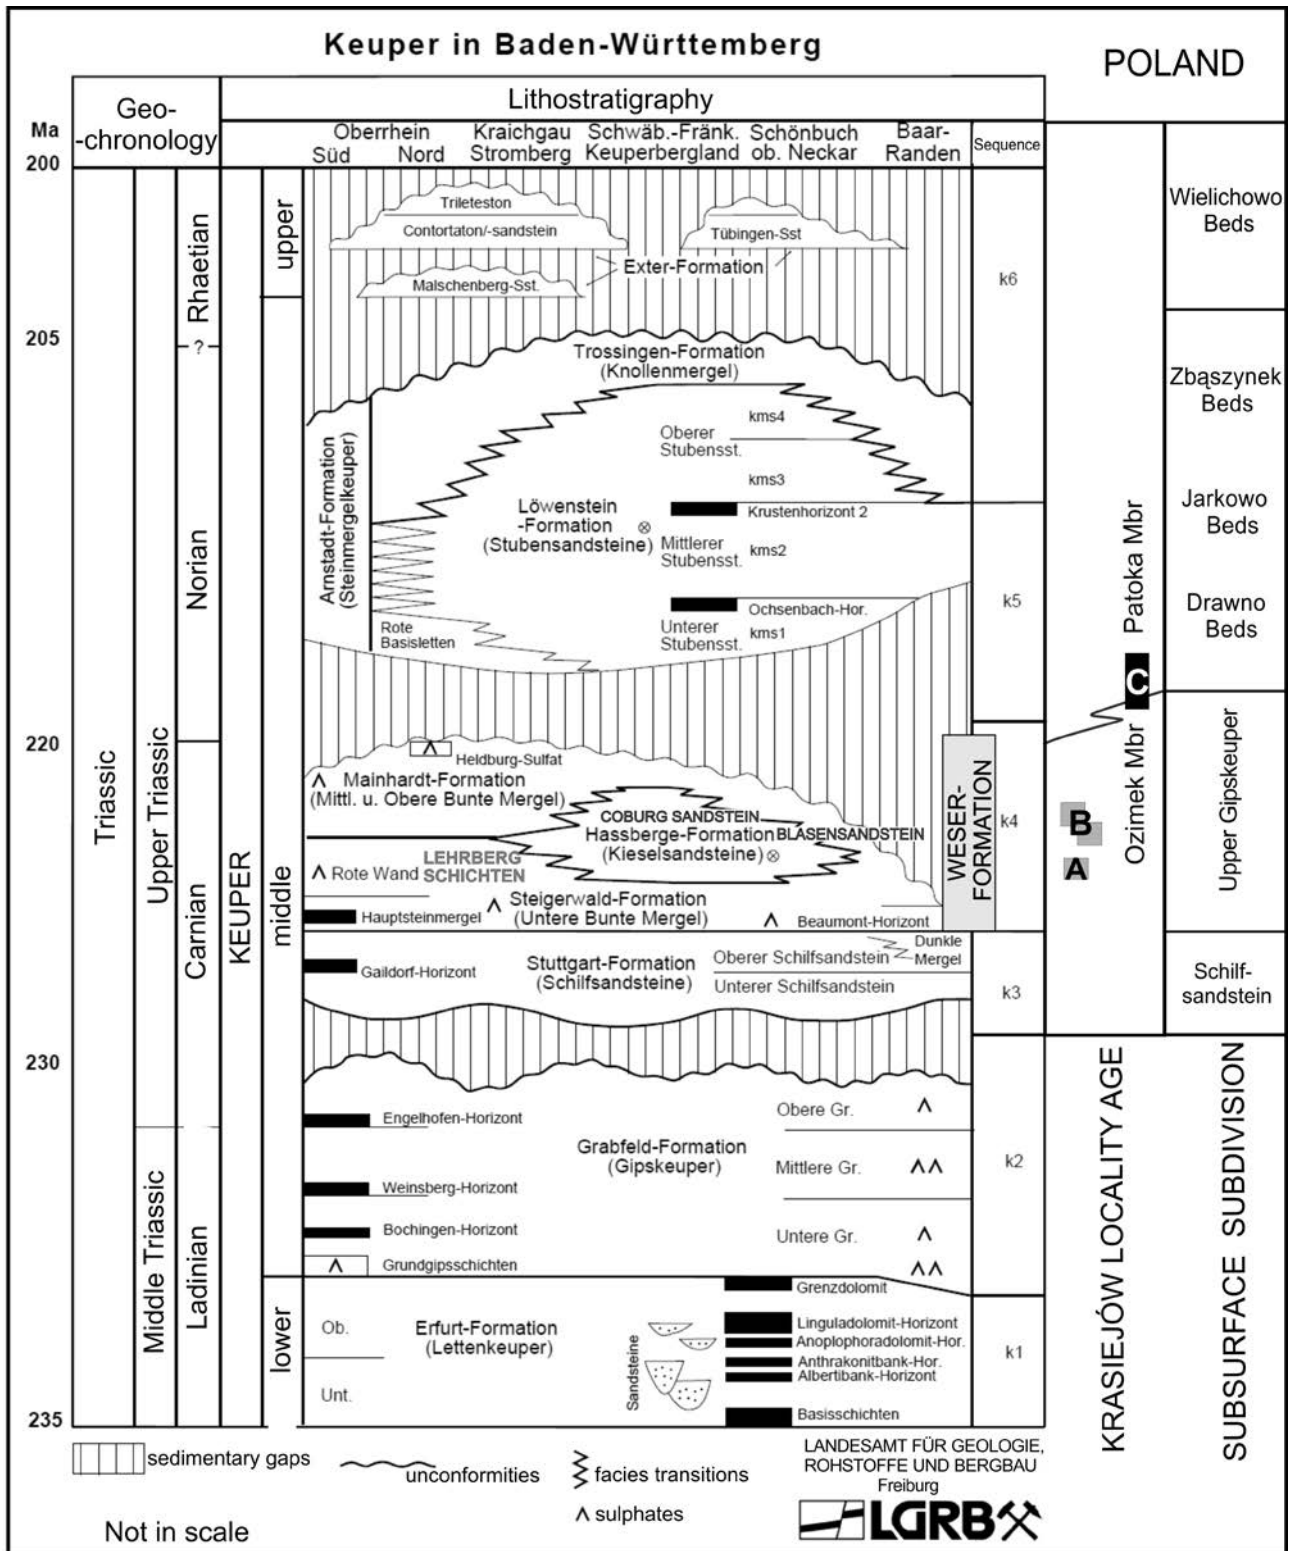 Keuper in Baden-Württemberg
POLAND
Geo-
-chronology
Lithostratigraphy
Ma
Oberrhein
Süd
Nord
Kraichgau
Stromberg
Schwäb.-Fränk.
Keuperbergland
Schönbuch
ob. Neckar
Baar-
Randen
Sequence
200
205
220
230
235
Triassic
Upper Triassic
Middle Triassic
Rhaetian
- ? -
Norian
Carnian
Ladinian
KEUPER
upper
middle
lower
Trileteston
Contortaton/-sandstein
Tübingen-Sst
Exter-Formation
Malschenberg-Sst.
Trossingen-Formation
(Knollenmergel)
Arnstadt-Formation
(Steinmergelkeuper)
kms4
Oberer
Stubensst.
kms3
Löwenstein
-Formation ⊗
(Stubensandsteine)
Krustenhorizont 2
Mittlerer
Stubensst.
kms2
Ochsenbach-Hor.
Rote
Basisletten
Unterer
Stubensst.
kms1
Heldburg-Sulfat
Mainhardt-Formation
(Mittl. u. Obere Bunte Mergel)
COBURG SANDSTEIN
Hassberge-Formation
(Kieselsandsteine) ⊗
BLASENSANDSTEIN
Rote Wand
LEHRBERG
SCHICHTEN
Steigerwald-Formation
(Untere Bunte Mergel)
Hauptsteinmergel
Beaumont-Horizont
WESER-
FORMATION
Gaildorf-Horizont
Stuttgart-Formation
(Schilfsandsteine)
Oberer Schilfsandstein
Unterer Schilfsandstein
Dunkle
Mergel
Engelhofen-Horizont
Grabfeld-Formation
(Gipskeuper)
Obere Gr.
Mittlere Gr.
Untere Gr.
Weinsberg-Horizont
Bochingen-Horizont
Grundgipsschichten
Grenzdolomit
Ob.
Unt.
Erfurt-Formation
(Lettenkeuper)
Sandsteine
Linguladolomit-Horizont
Anoplophoradolomit-Hor.
Anthrakonitbank-Hor.
Albertibank-Horizont
Basisschichten
k6
k5
k4
k3
k2
k1
Patoka Mbr
C
Ozimek Mbr
B
A
KRASIEJÓW LOCALITY AGE
Wielichowo
Beds
Zbąszynek
Beds
Jarkowo
Beds
Drawno
Beds
Upper Gipskeuper
Schilf-
sandstein
SUBSURFACE SUBDIVISION
sedimentary gaps
unconformities
facies transitions
sulphates
Not in scale
LANDESAMT FÜR GEOLOGIE,
ROHSTOFFE UND BERGBAU
Freiburg
LGRB